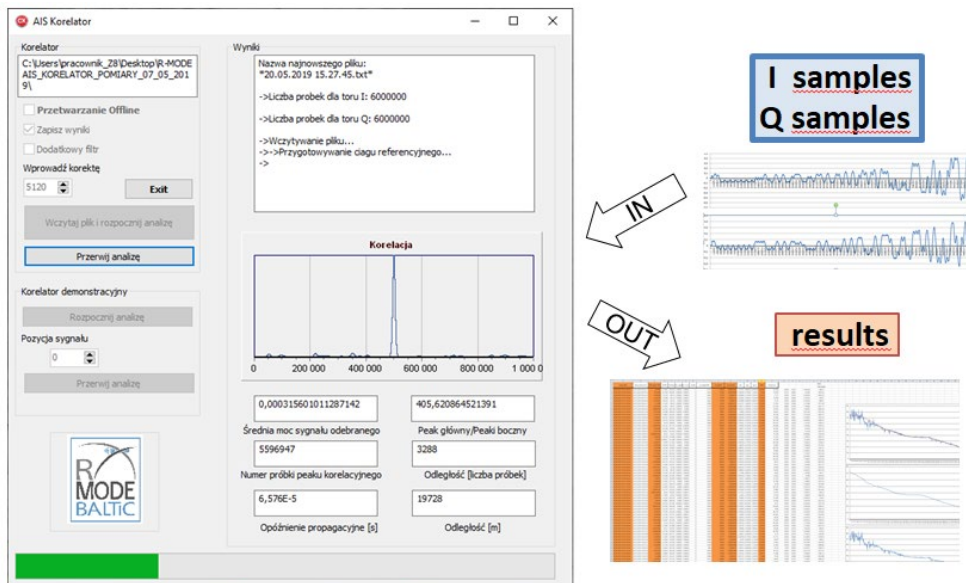 AIS Korelator
Korelator
C:\Users\pracownik_Z8\Desktop\R-MODE
AIS_KORELATOR_POMIARY_07_05_201
9\
Przetwarzanie Offline
Zapisz wyniki
Dodatkowy filtr
Wprowadź korektę
5120
Exit
Wczytaj plik i rozpocznij analizę
Przerwij analizę
Korelator demonstracyjny
Rozpocznij analizę
Pozycja sygnału
0
Przerwij analizę
R
MODE
BALTiC
Wyniki
Nazwa najnowszego pliku:
"20.05.2019 15.27.45.txt"
->Liczba probek dla toru I: 6000000
->Liczba probek dla toru Q: 6000000
->Wczytywanie pliku...
->->Przygotowywanie ciagu referencyjnego...
->
Korelacja
0 200 000 400 000 600 000 800 000 1 000 0
0,000315601011287142
Średnia moc sygnału odebranego
405,620864521391
Peak główny/Peaki boczny
5596947
Numer próbki peaku korelacyjnego
3288
Odległość [liczba próbek]
6,576E-5
Opóźnienie propagacyjne [s]
19728
Odległość [m]
I samples
Q samples
IN
OUT
results